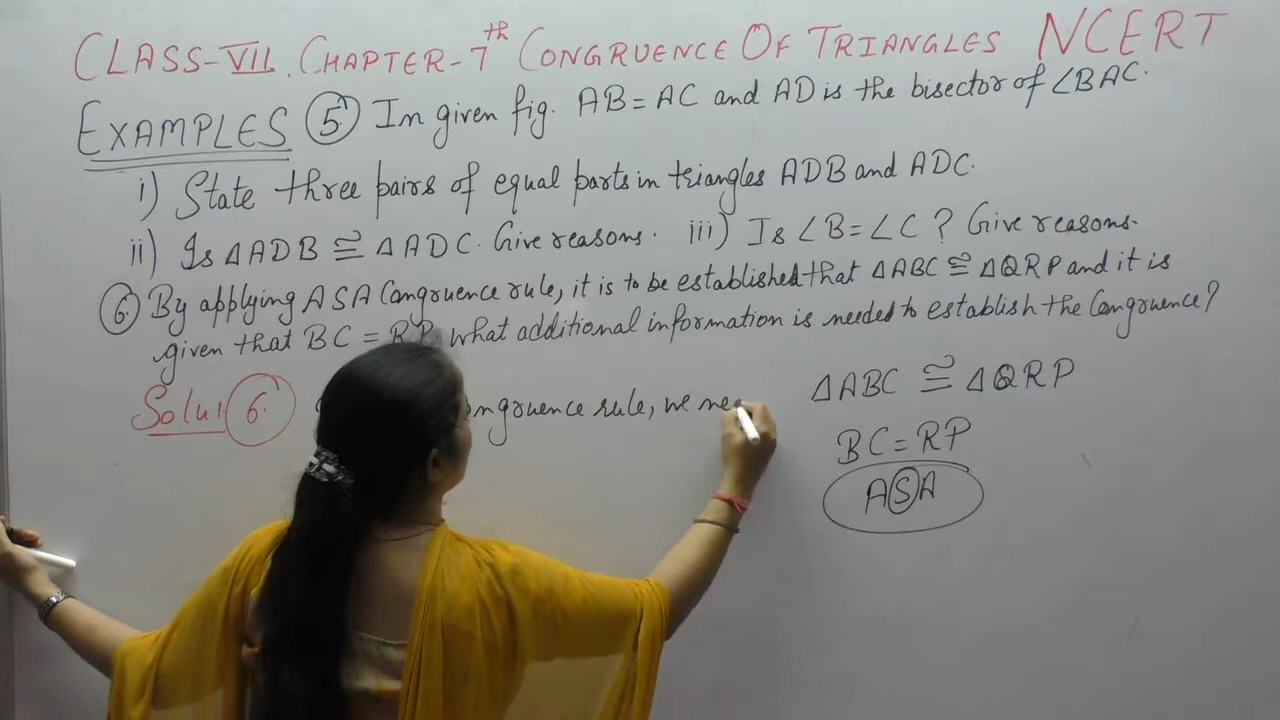 CLASS-VII. CHAPTER-7th CONGRUENCE OF TRIANGLES NCERT
EXAMPLES 5. In given fig. AB = AC and AD is the bisector of ∠BAC.
i) State three pairs of equal parts in triangles ADB and ADC.
ii) Is △ADB ≅ △ADC. Give reasons. iii) Is ∠B = ∠C ? Give reasons.
6. By applying ASA Congruence rule, it is to be established that △ABC ≅ △QRP and it is
given that BC = RP. What additional information is needed to establish the Congruence?
Solu 6. rule, we △ABC ≅ △QRP
BC = RP
ASA